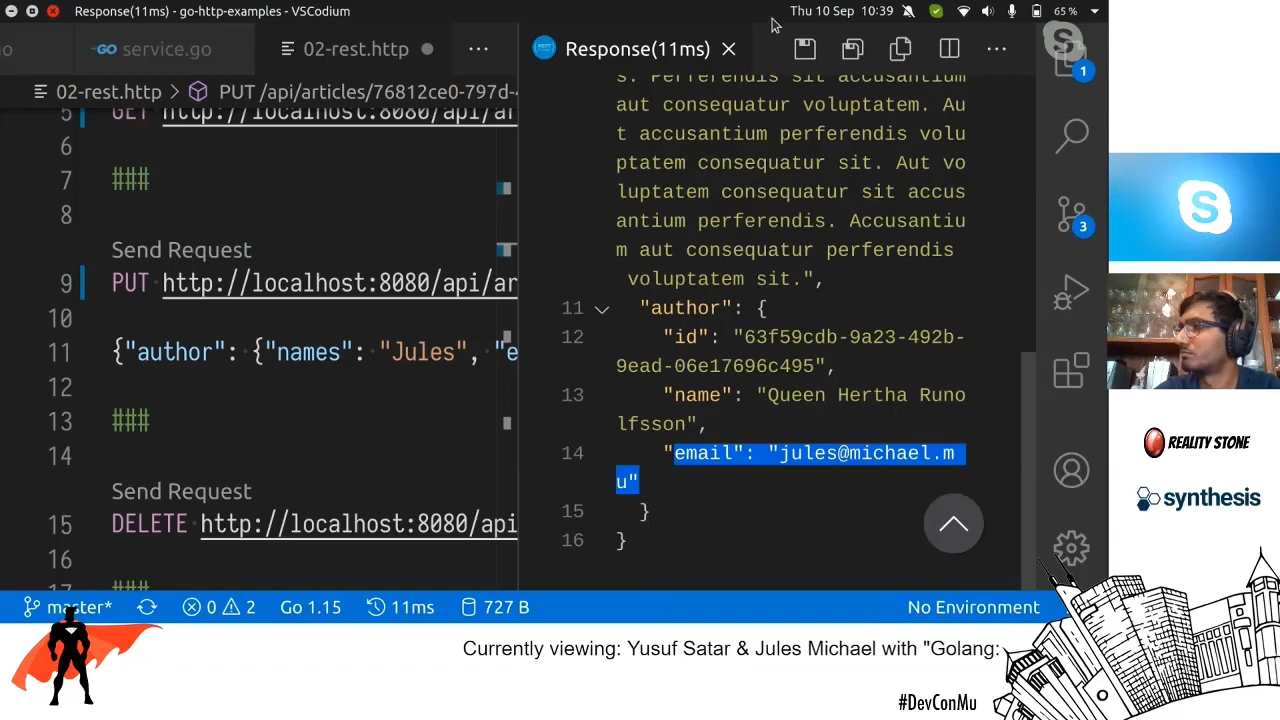 Response(11ms) - go-http-examples - VSCodium
Thu 10 Sep 10:39
65 %
service.go
02-rest.http
Response(11ms)
02-rest.http > PUT /api/articles/76812ce0-797d-4
5 GET http://localhost:8080/api/ar
6
7 ###
8
Send Request
9 PUT http://localhost:8080/api/ar
10
11 {"author": {"names": "Jules", "e
12
13 ###
14
Send Request
15 DELETE http://localhost:8080/api
16
17 ###
s. Perferendis sit accusantium
aut consequatur voluptatem. Au
t accusantium perferendis volu
ptatem consequatur sit. Aut vo
luptatem consequatur sit accus
antium perferendis. Accusantiu
m aut consequatur perferendis
voluptatem sit.",
11 "author": {
12 "id": "63f59cdb-9a23-492b-
9ead-06e17696c495",
13 "name": "Queen Hertha Runo
lfsson",
14 "email": "jules@michael.m
u"
15 }
16 }
1
3
S
REALITY STONE
synthesis
master*
0
2
Go 1.15
11ms
727 B
No Environment
Currently viewing: Yusuf Satar & Jules Michael with "Golang:
#DevConMu